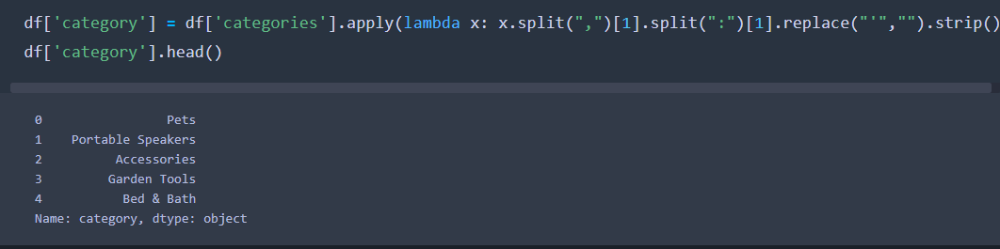 df['category'] = df['categories'].apply(lambda x: x.split(",")[1].split(":")[1].replace("'","").strip()
df['category'].head()
0 Pets
1 Portable Speakers
2 Accessories
3 Garden Tools
4 Bed & Bath
Name: category, dtype: object